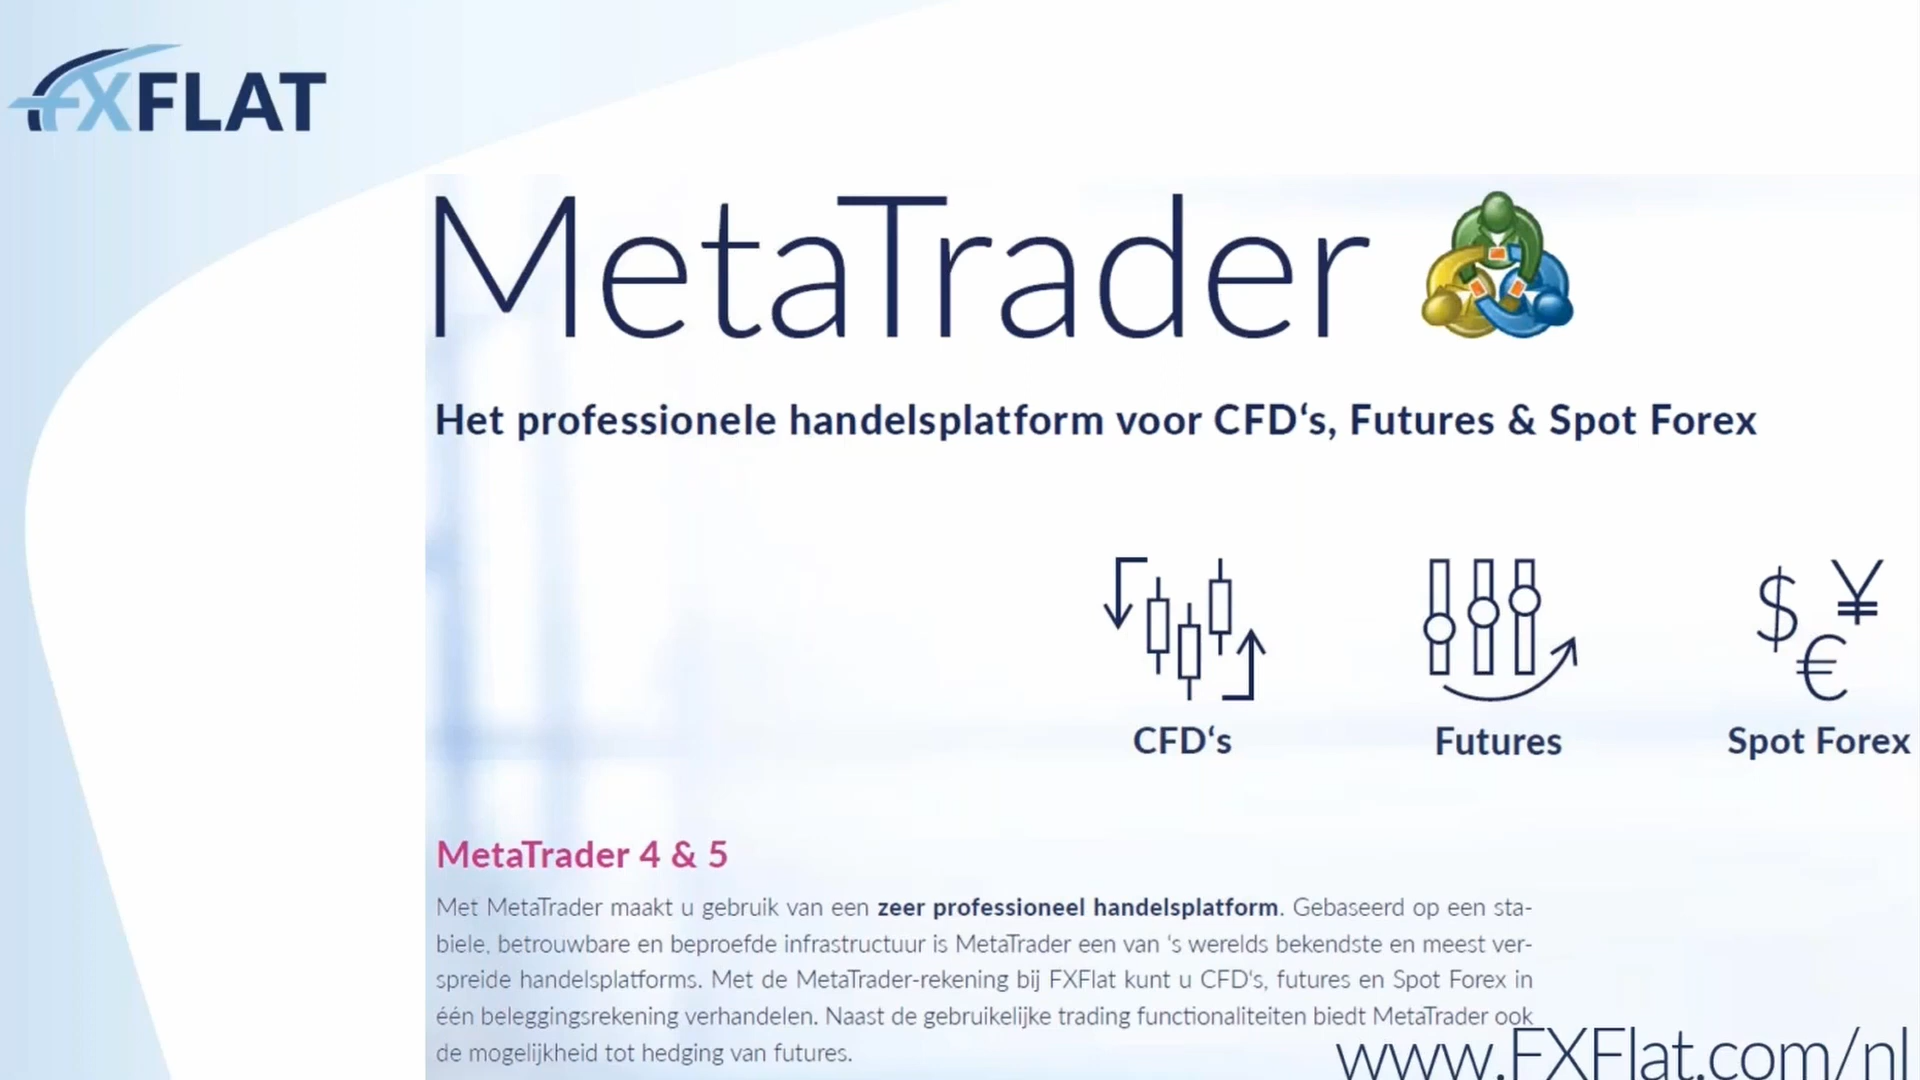 FXFLAT
MetaTrader
Het professionele handelsplatform voor CFD‘s, Futures & Spot Forex
CFD‘s
Futures
Spot Forex
MetaTrader 4 & 5
Met MetaTrader maakt u gebruik van een zeer professioneel handelsplatform. Gebaseerd op een sta-
biele, betrouwbare en beproefde infrastructuur is MetaTrader een van ‘s werelds bekendste en meest ver-
spreide handelsplatforms. Met de MetaTrader-rekening bij FXFlat kunt u CFD‘s, futures en Spot Forex in
één beleggingsrekening verhandelen. Naast de gebruikelijke trading functionaliteiten biedt MetaTrader ook
de mogelijkheid tot hedging van futures.
www.FXFlat.com/nl